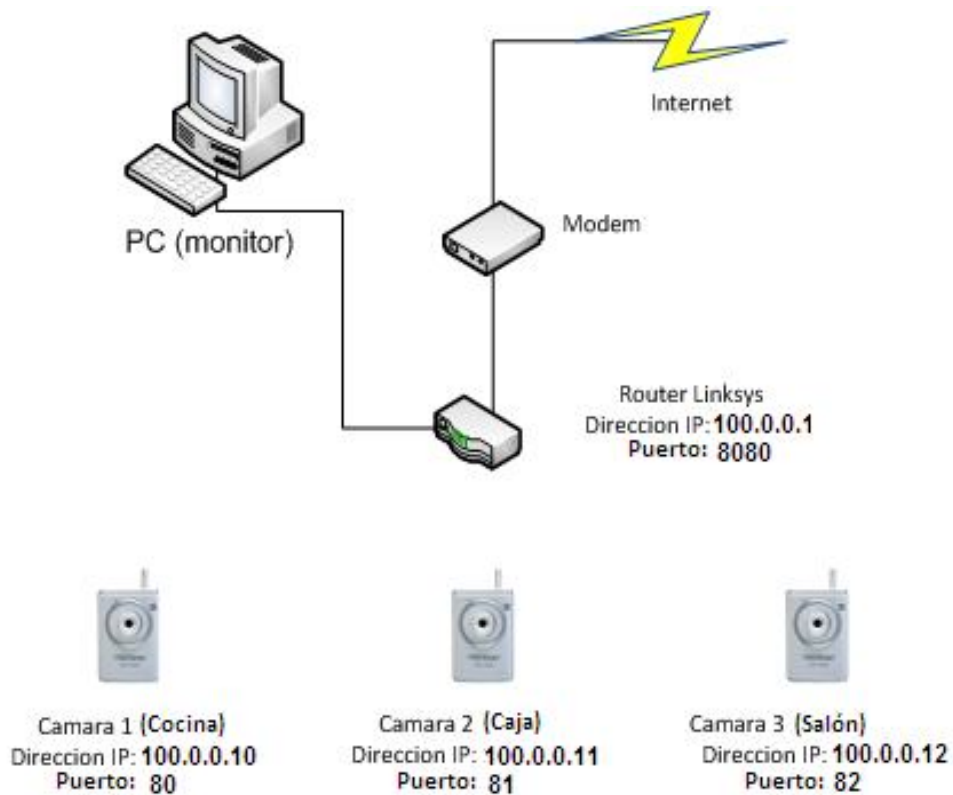 Internet
Modem
PC (monitor)
Router Linksys
Direccion IP: 100.0.0.1
Puerto: 8080
Camara 1 (Cocina)
Direccion IP: 100.0.0.10
Puerto: 80
Camara 2 (Caja)
Direccion IP: 100.0.0.11
Puerto: 81
Camara 3 (Salón)
Direccion IP: 100.0.0.12
Puerto: 82